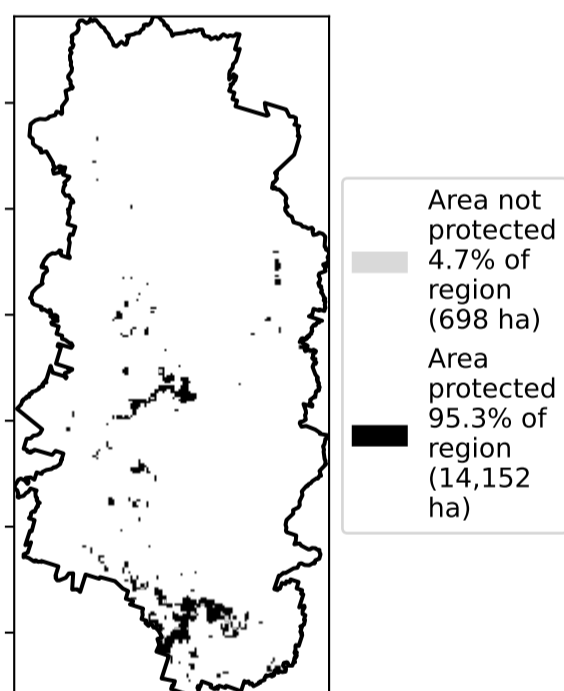 Area not
protected
4.7% of
region
(698 ha)
Area
protected
95.3% of
region
(14,152
ha)